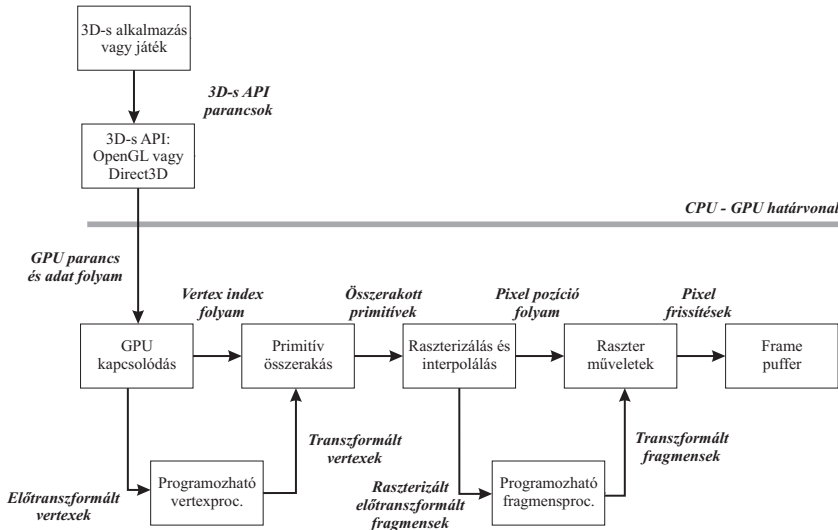 3D-s alkalmazás
vagy játék
3D-s API
parancsok
3D-s API:
OpenGL vagy
Direct3D
CPU - GPU határvonal
GPU parancs
és adat folyam
Vertex index
folyam
Összerakott
primitívek
Pixel pozíció
folyam
Pixel
frissítések
GPU
kapcsolódás
Primitív
összerakás
Raszterizálás és
interpolálás
Raszter
műveletek
Frame
puffer
Előtranszformált
vertexek
Programozható
vertexproc.
Transzformált
vertexek
Raszterizált
előtranszformált
fragmensek
Programozható
fragmensproc.
Transzformált
fragmensek